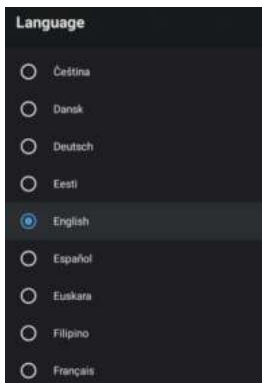 Language
Čeština
Dansk
Deutsch
Eesti
English
Español
Euskara
Filipino
Français